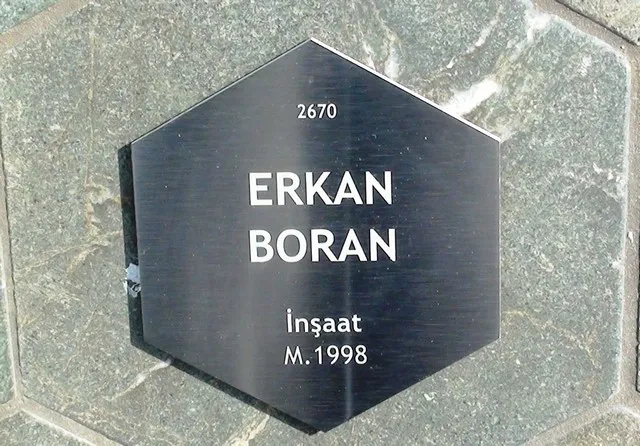 2670
ERKAN
BORAN
İnşaat
M.1998